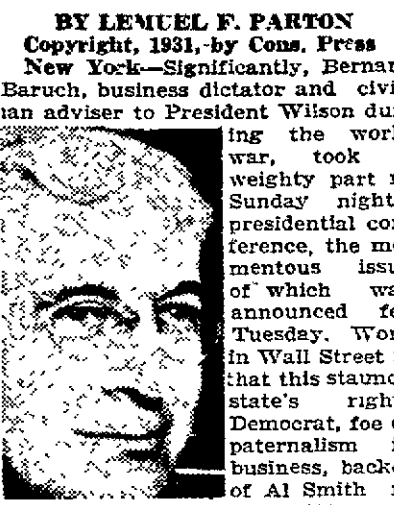 BY LEMUEL F. PARTON
Copyright, 1931, by Cons. Press
New York—Significantly, Bernar
Baruch, business dictator and civi
ian adviser to President Wilson dur
ing the worl
war, took
weighty part
Sunday night
presidential con
ference, the mo
mentous issu
of which wa
announced fo
Tuesday. Wor
in Wall Street
that this staunc
state's righ
Democrat, foe
paternalism
business, back
of Al Smith